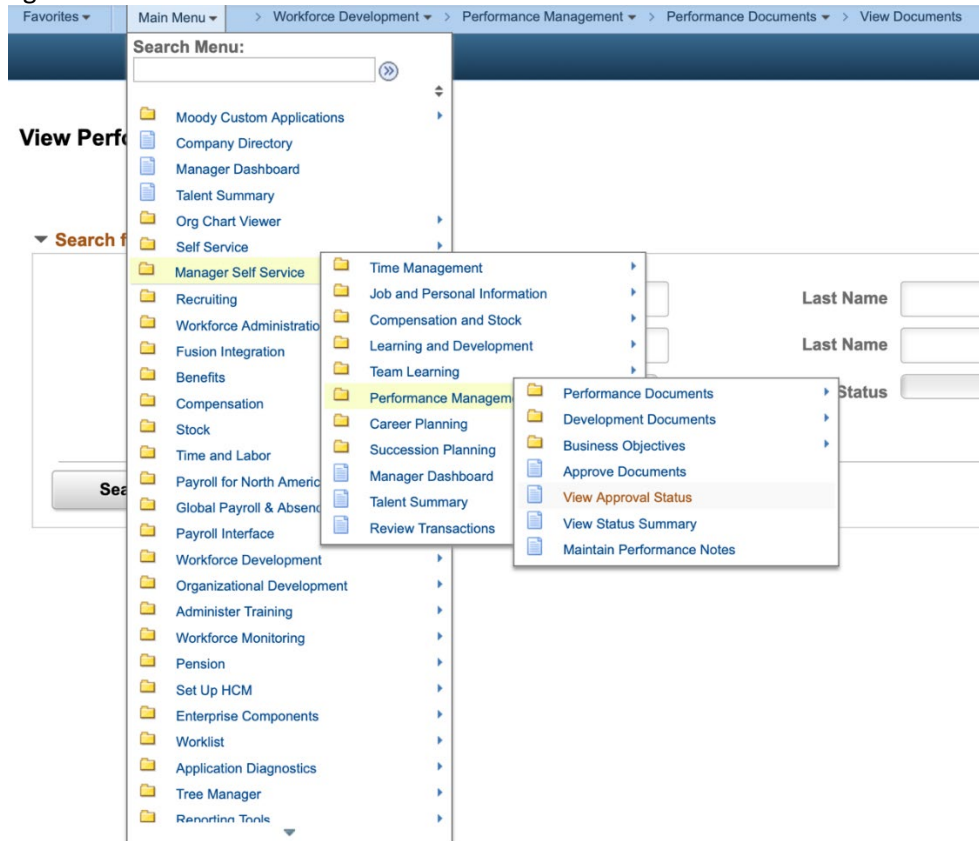 Favorites Main Menu > Workforce Development > Performance Management > Performance Documents > View Documents
Search Menu:
View Perfo
Moody Custom Applications
Company Directory
Manager Dashboard
Talent Summary
Org Chart Viewer
Search f
Self Service
Manager Self Service
Recruiting
Workforce Administratio
Fusion Integration
Benefits
Compensation
Stock
Time and Labor
Payroll for North Americ
Global Payroll & Absenc
Payroll Interface
Workforce Development
Organizational Development
Administer Training
Workforce Monitoring
Pension
Set Up HCM
Enterprise Components
Worklist
Application Diagnostics
Tree Manager
Reporting Tools
Sea
Time Management
Job and Personal Information
Compensation and Stock
Learning and Development
Team Learning
Performance Managem
Career Planning
Succession Planning
Manager Dashboard
Talent Summary
Review Transactions
Performance Documents
Development Documents
Business Objectives
Approve Documents
View Approval Status
View Status Summary
Maintain Performance Notes
Last Name
Last Name
Status